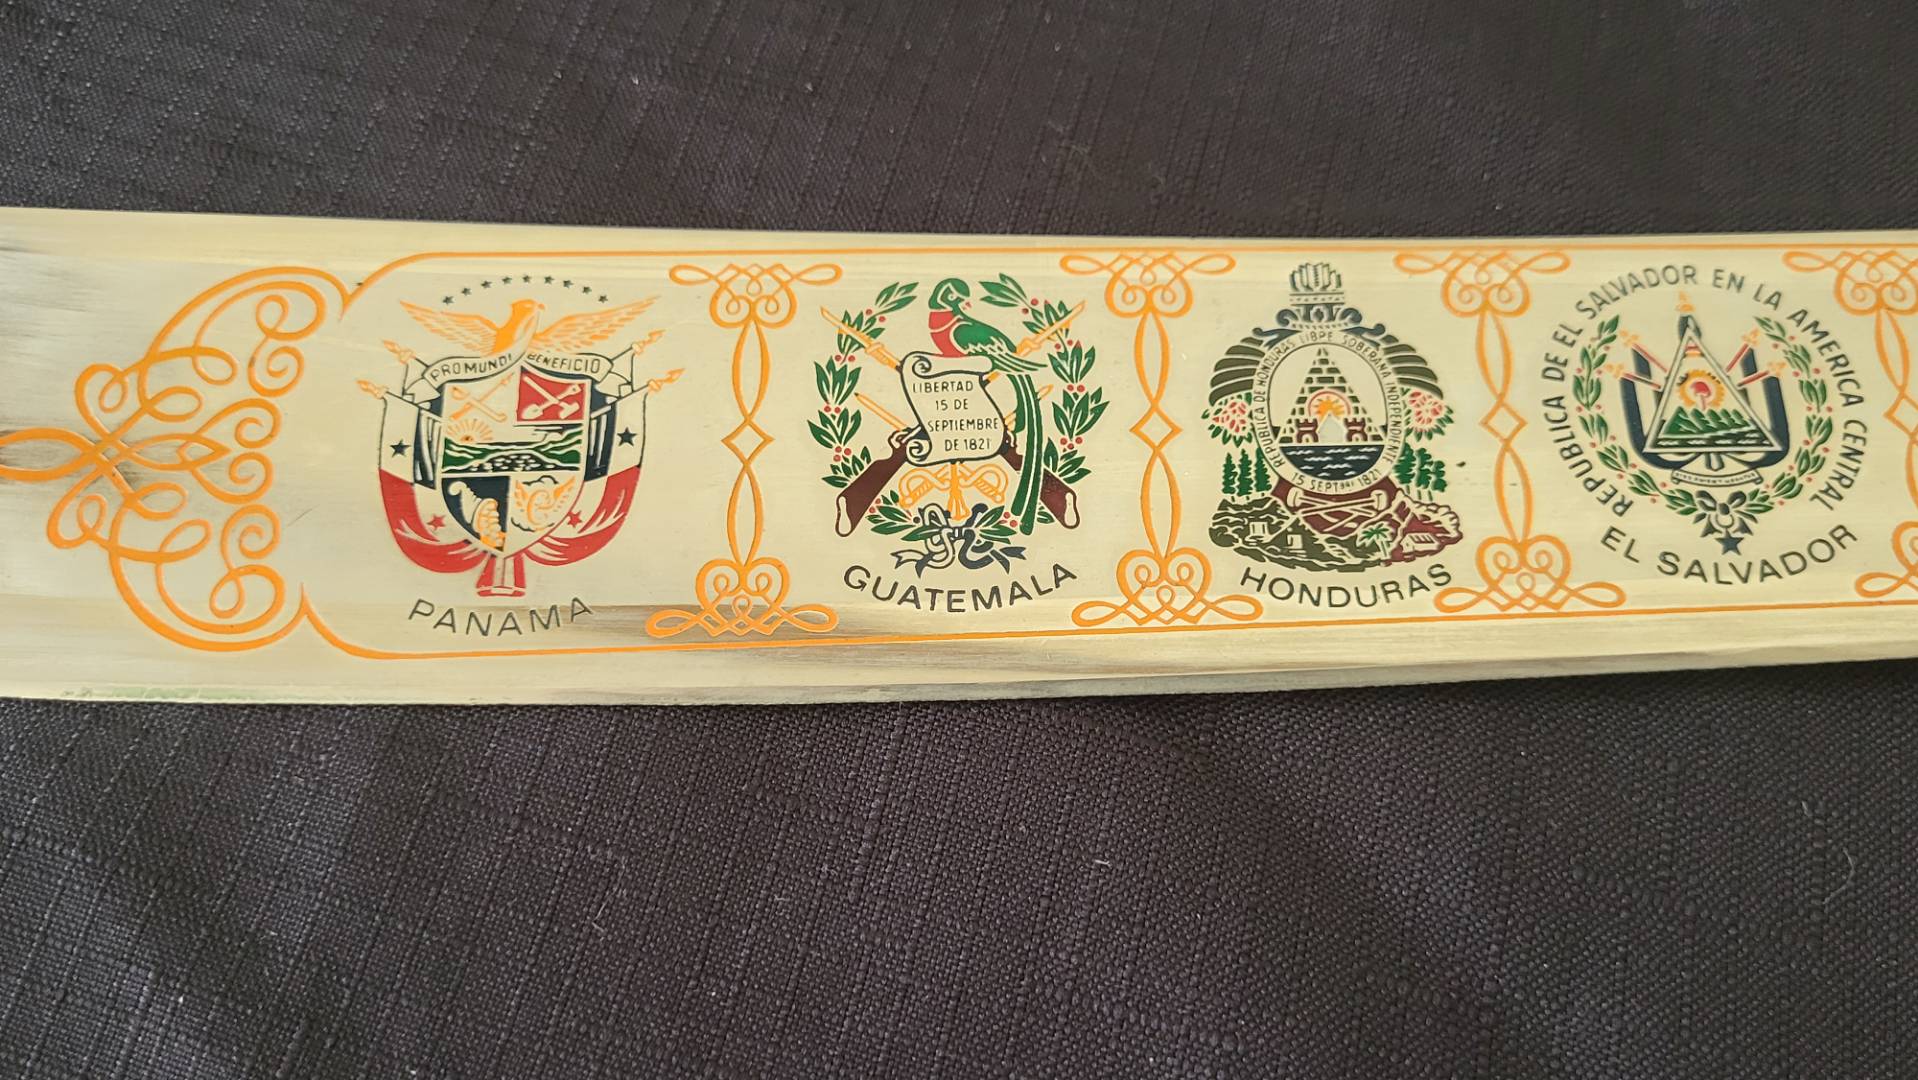 PRO MUNDI BENEFICIO
PANAMA
LIBERTAD
15 DE
SEPTIEMBRE
DE 1821
GUATEMALA
REPUBLICA DE HONDURAS LIBRE SOBERANA INDEPENDIENTE
15 SEPT 1821
HONDURAS
REPUBLICA DE EL SALVADOR EN LA AMERICA CENTRAL
EL SALVADOR